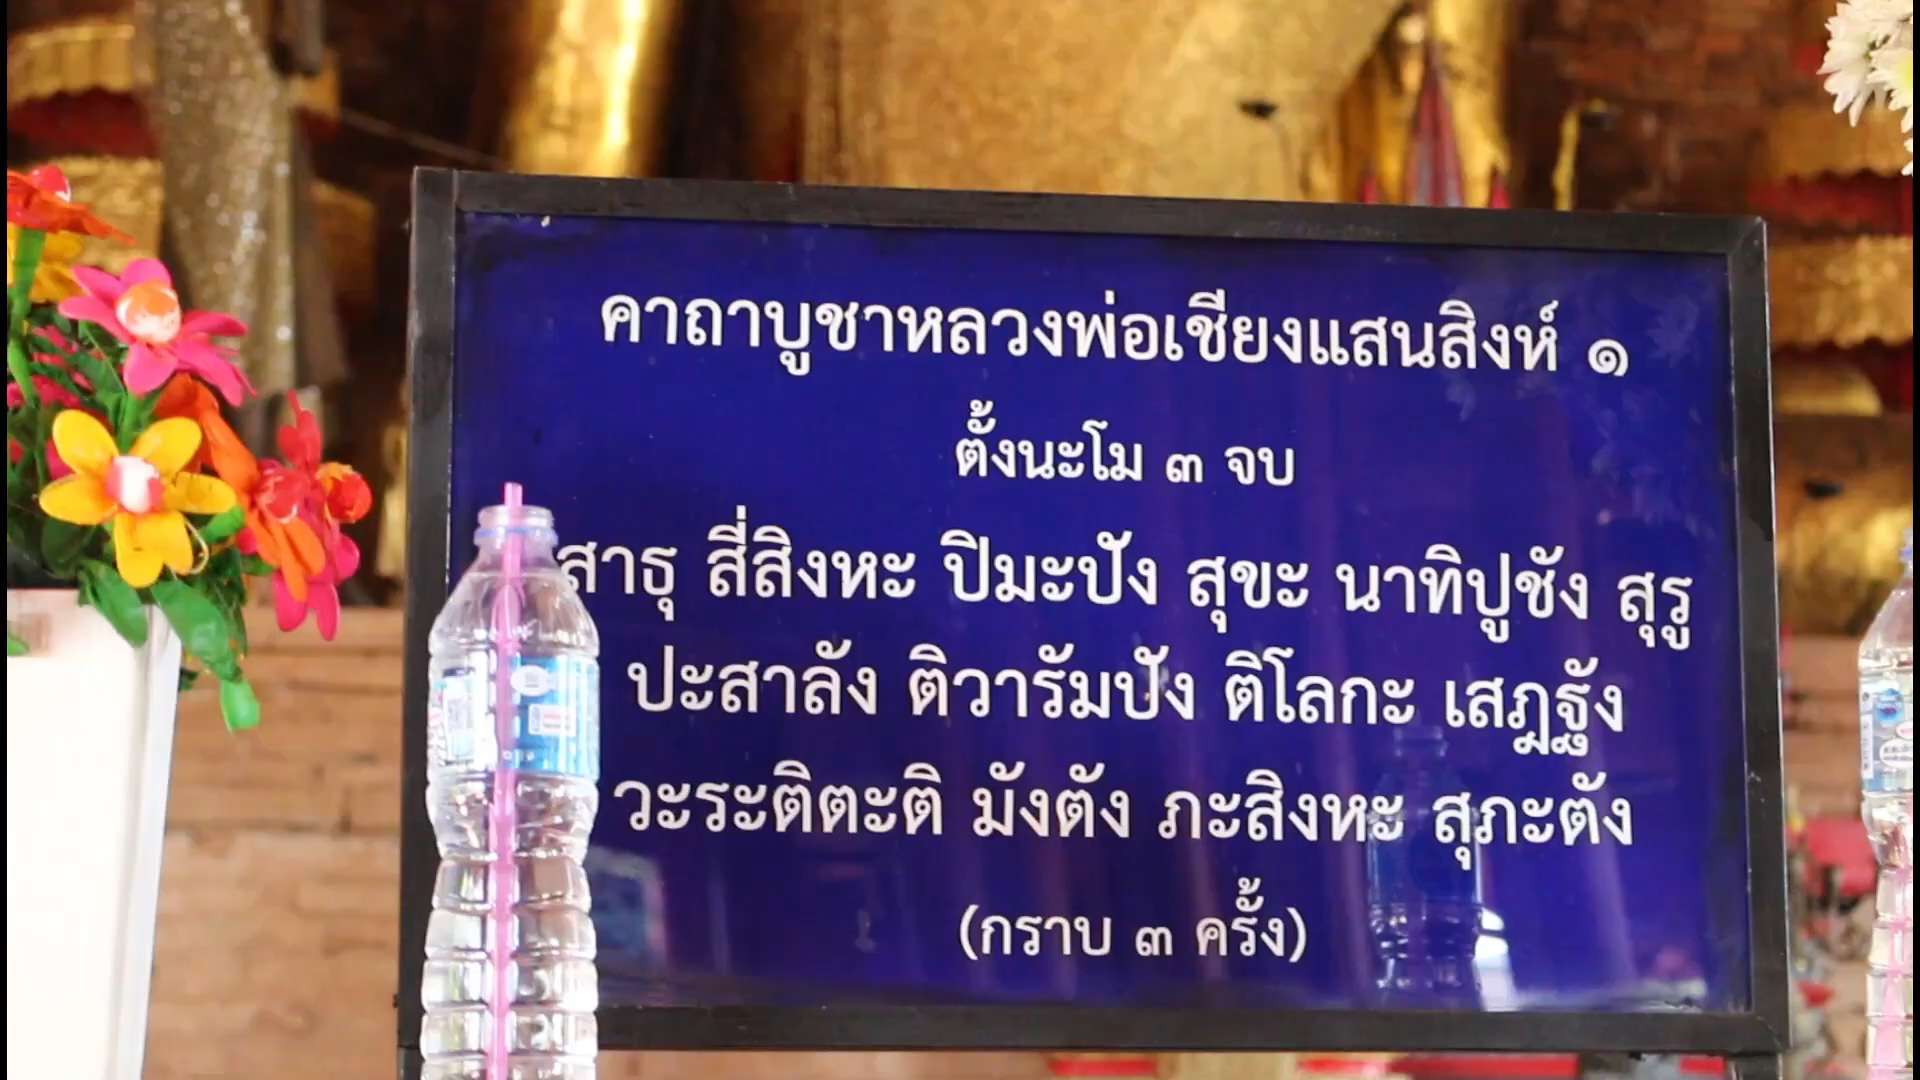 คาถาบูชาหลวงพ่อเชียงแสนสิงห์ ๑
ตั้งนะโม ๓ จบ
สาธุ สี่สิงหะ ปิมะปัง สุขะ นาทิปูชัง สุรู
ปะสาลัง ติวารัมปัง ติโลกะ เสฎฐัง
วะระติตะติ มังตัง ภะสิงหะ สุภะตัง
(กราบ ๓ ครั้ง)